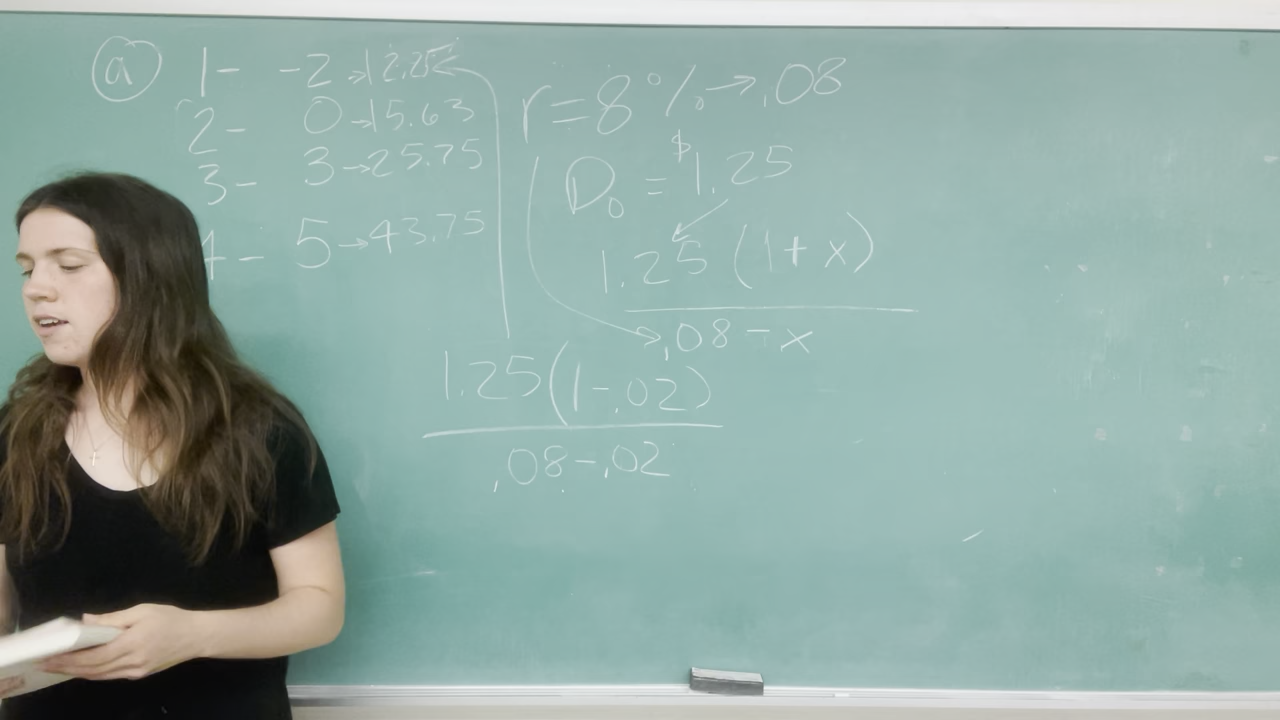 a 1- -2→12.25
2- 0→15.63
3- 3→25.75
4- 5→43.75
r=8%→.08
D₀ = $1.25
1.25 (1+x)
.08-x
1.25(1-.02)
.08-.02